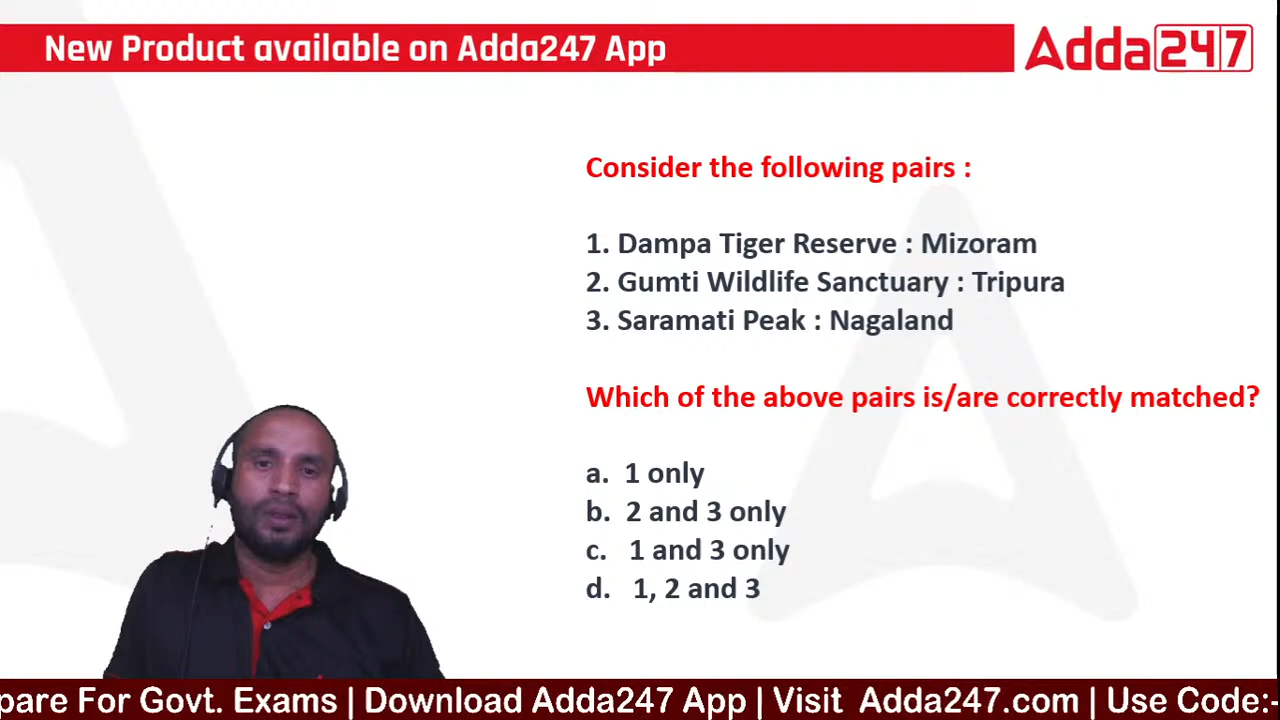 New Product available on Adda247 App
Adda247
Consider the following pairs :
1. Dampa Tiger Reserve : Mizoram
2. Gumti Wildlife Sanctuary : Tripura
3. Saramati Peak : Nagaland
Which of the above pairs is/are correctly matched?
a. 1 only
b. 2 and 3 only
c. 1 and 3 only
d. 1, 2 and 3
pare For Govt. Exams | Download Adda247 App | Visit Adda247.com | Use Code:-